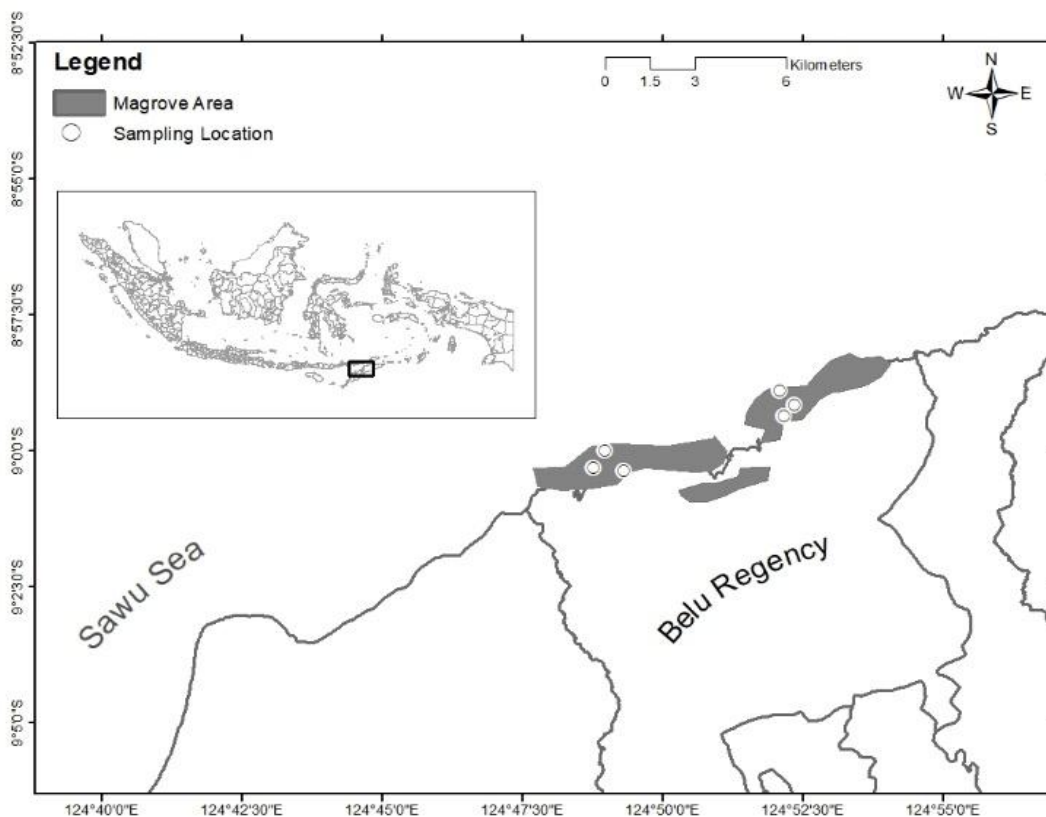 Legend
Magrove Area
Sampling Location
Kilometers
0 1.5 3 6
N
W E
S
8°52'30"S
8°55'0"S
8°57'30"S
9°0'0"S
9°2'30"S
9°5'0"S
Sawu Sea
Belu Regency
124°40'0"E 124°42'30"E 124°45'0"E 124°47'30"E 124°50'0"E 124°52'30"E 124°55'0"E